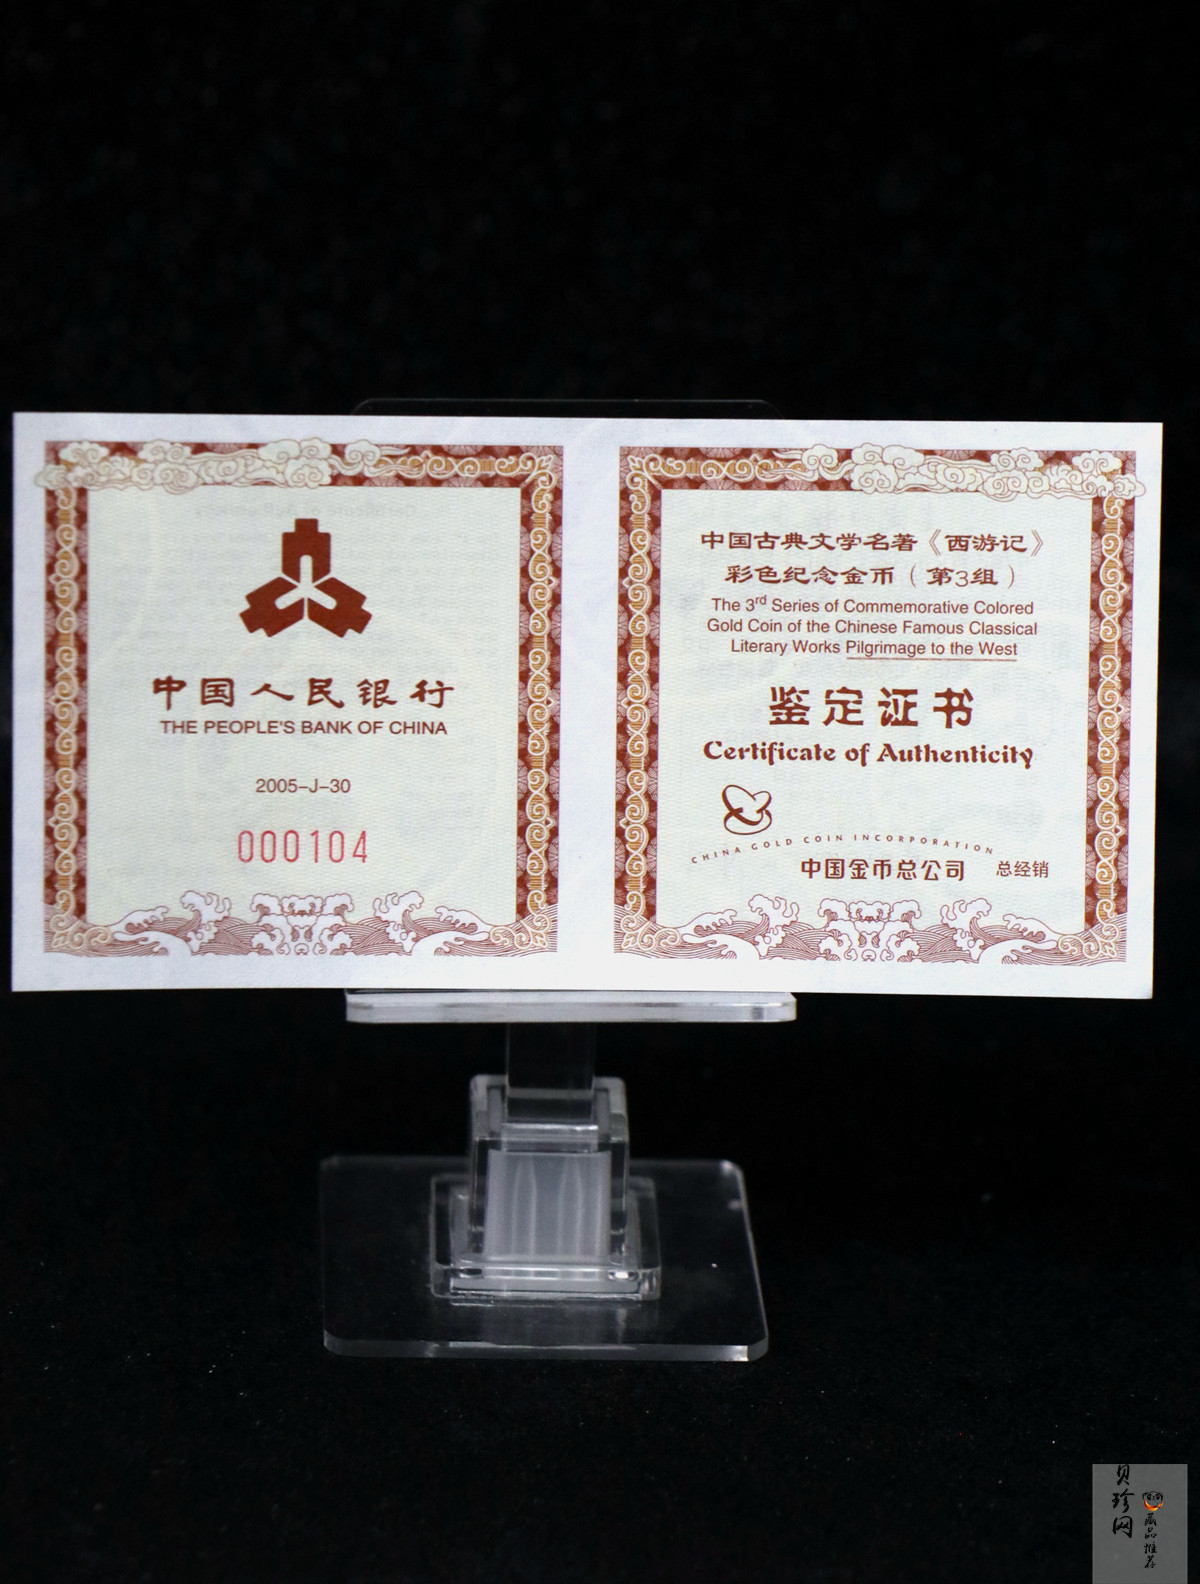 中国人民银行
THE PEOPLE'S BANK OF CHINA
2005-J-30
000104
中国古典文学名著《西游记》
彩色纪念金币（第3组）
The 3rd Series of Commemorative Colored
Gold Coin of the Chinese Famous Classical
Literary Works Pilgrimage to the West
鉴定证书
Certificate of Authenticity
CHINA GOLD COIN INCORPORATION
中国金币总公司 总经销
贝珍网
藏品推荐